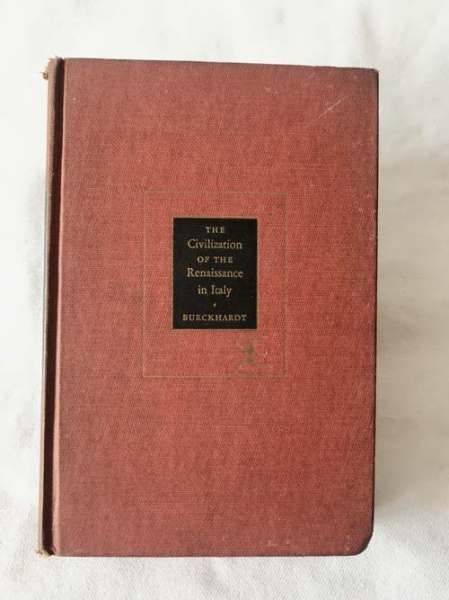 THE
Civilization
OF THE
Renaissance
in Italy
BURCKHARDT